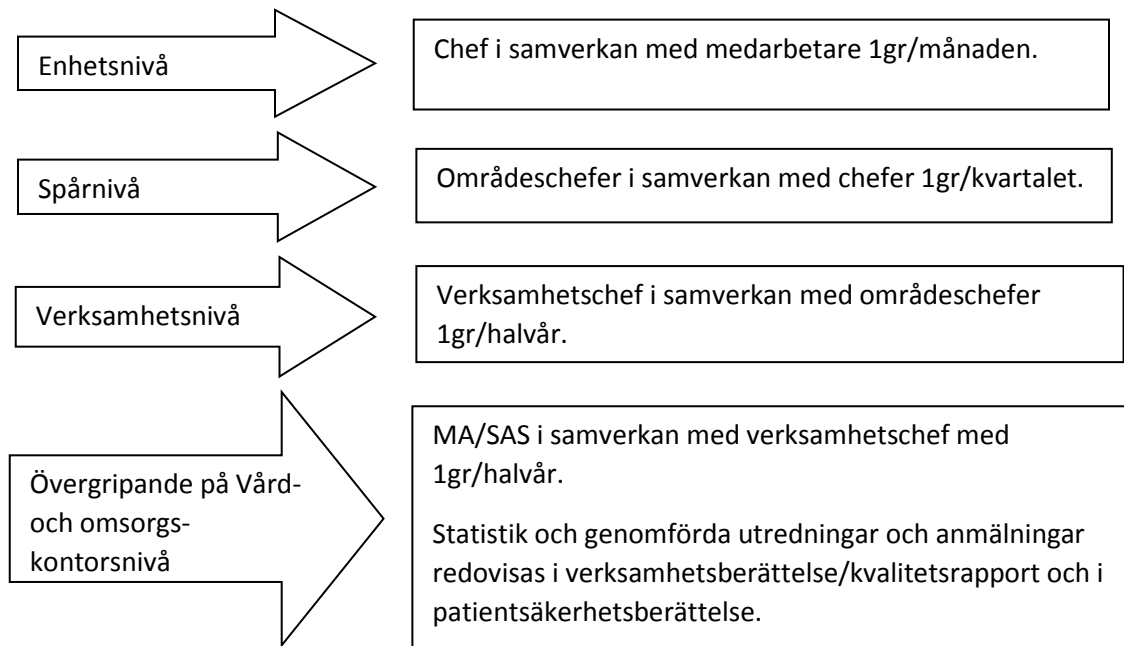 Enhetsnivå
Chef i samverkan med medarbetare 1gr/månaden.
Spårnivå
Områdeschefer i samverkan med chefer 1gr/kvartalet.
Verksamhetsnivå
Verksamhetschef i samverkan med områdeschefer
1gr/halvår.
Övergripande på Vård-
och omsorgs-
kontorsnivå
MA/SAS i samverkan med verksamhetschef med
1gr/halvår.
Statistik och genomförda utredningar och anmälningar
redovisas i verksamhetsberättelse/kvalitetsrapport och i
patientsäkerhetsberättelse.